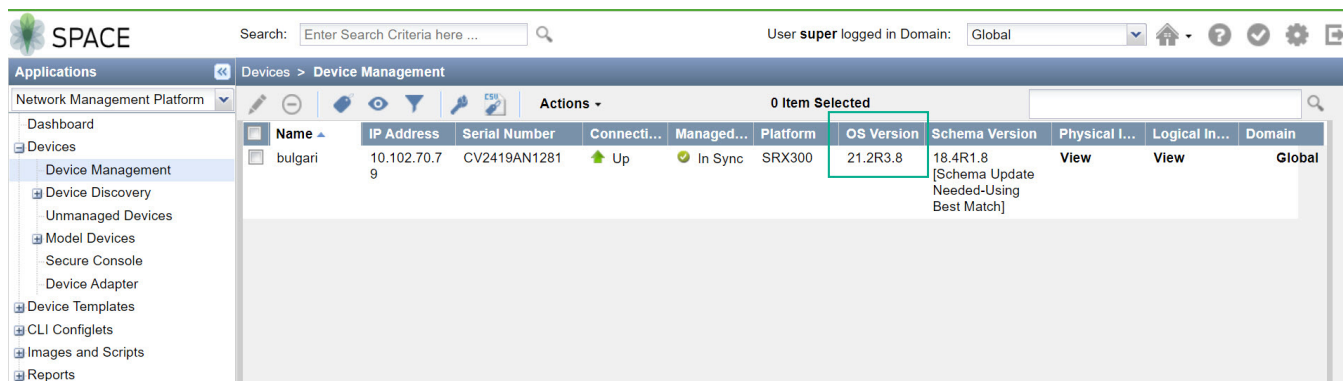 SPACE
Search: Enter Search Criteria here ...
User super logged in Domain: Global
Applications
Devices > Device Management
Network Management Platform
Actions
0 Item Selected
CSV
Dashboard
Devices
Device Management
Device Discovery
Unmanaged Devices
Model Devices
Secure Console
Device Adapter
Device Templates
CLI Configlets
Images and Scripts
Reports
Name IP Address Serial Number Connecti... Managed... Platform OS Version Schema Version Physical I... Logical In... Domain
bulgari 10.102.70.7 CV2419AN1281 Up In Sync SRX300 21.2R3.8 18.4R1.8 View View Global
9 [Schema Update
Needed-Using
Best Match]